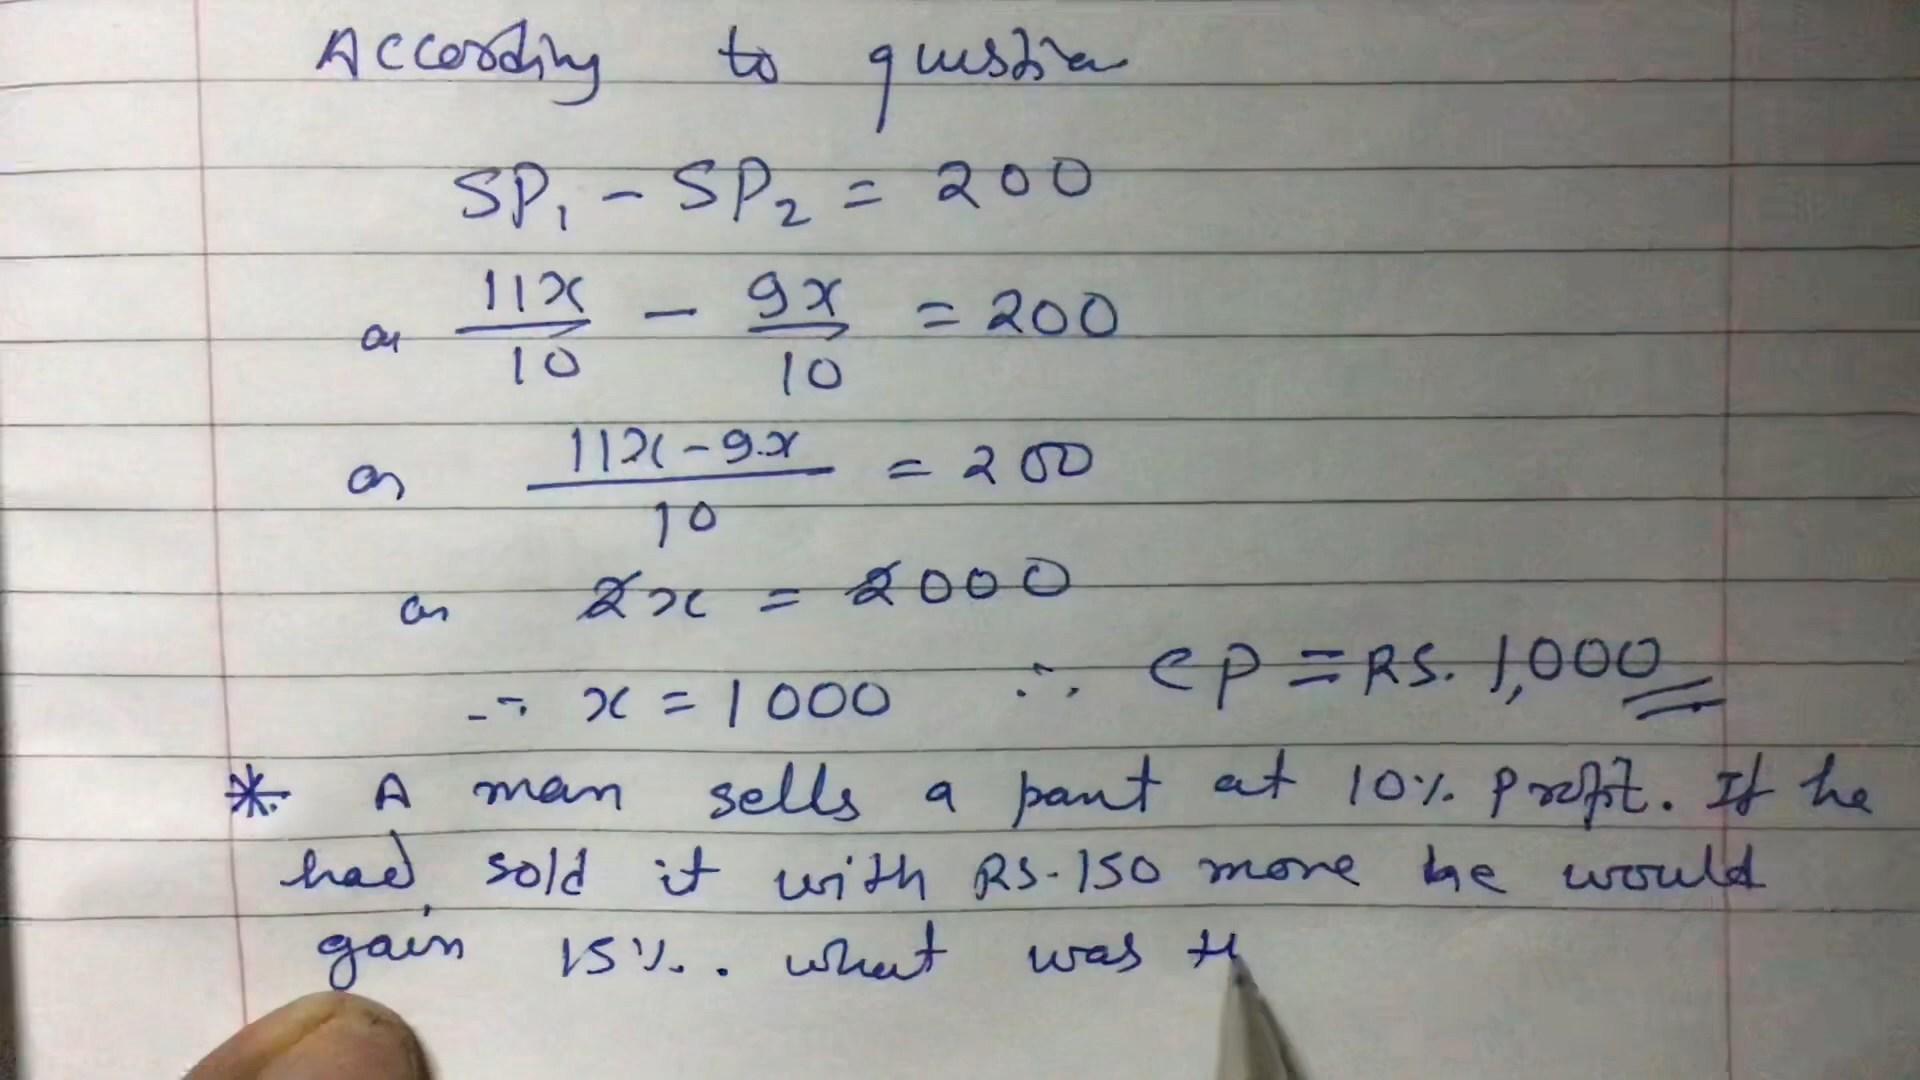 According to question
SP₁ - SP₂ = 200
or 11x/10 - 9x/10 = 200
or 11x-9x/10 = 200
or 2x = 2000
∴ x = 1000 ∴ CP = RS. 1,000
* A man sells a pant at 10% profit. If he
had sold it with RS.150 more he would
gain 15%. what was